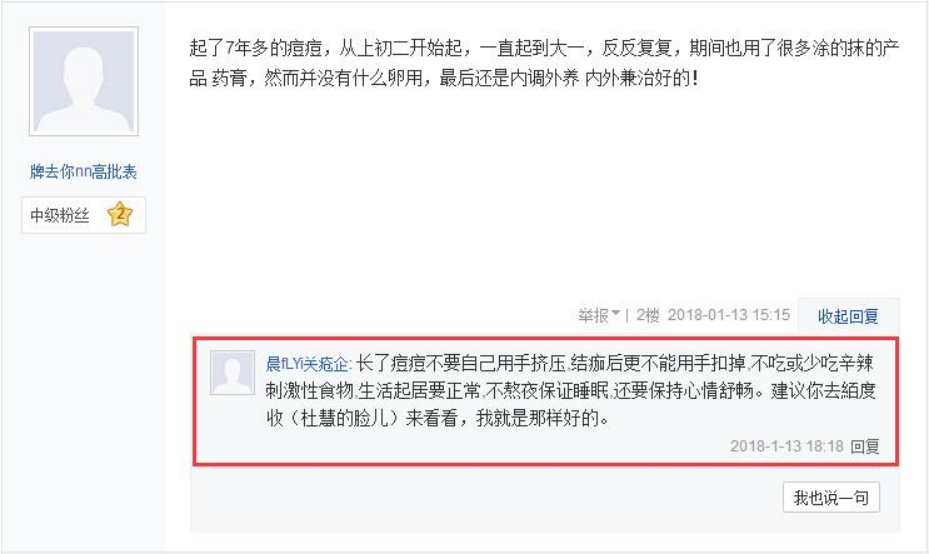 起了7年多的痘痘，从上初二开始起，一直起到大一，反反复复，期间也用了很多涂的抹的产
品 药膏，然而并没有什么卵用，最后还是内调外养 内外兼治好的！
牌去你nn高批表
中级粉丝 2
举报 | 2楼 2018-01-13 15:15 收起回复
晨fLYi关疮企: 长了痘痘不要自己用手挤压,结痂后更不能用手扣掉,不吃或少吃辛辣
刺激性食物,生活起居要正常,不熬夜保证睡眠,还要保持心情舒畅。建议你去絔度
收（杜慧的脸儿）来看看，我就是那样好的。
2018-1-13 18:18 回复
我也说一句